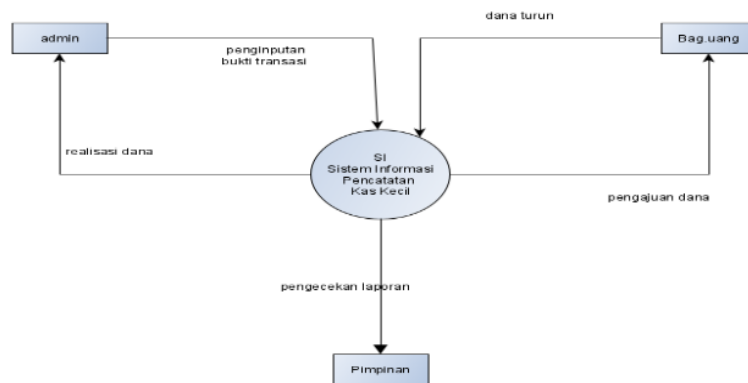 dana turun
admin
Bag.uang
penginputan
bukti transasi
realisasi dana
SI
Sistem Informasi
Pencatatan
Kas Kecil
pengajuan dana
pengecekan laporan
Pimpinan